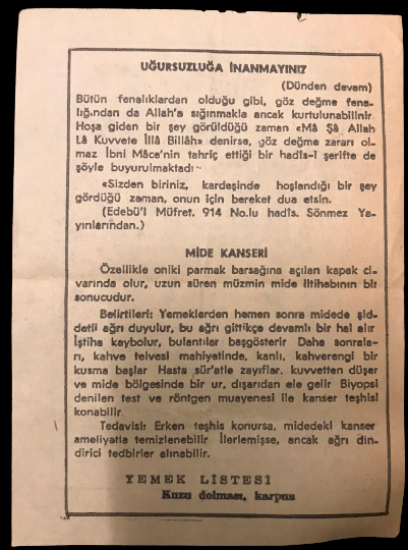 UĞURSUZLUĞA İNANMAYINIZ
(Dünden devam)
Bütün fenalıklardan olduğu gibi, göz değme fena-
lığından da Allah'a sığınmakla ancak kurtulunabilinir.
Hoşa giden bir şey görüldüğü zaman «Mâ Şâ Allah
Lâ Kuvvete İllâ Billâh» denirse, göz değme zararı ol-
maz İbni Mâce'nin tahriç ettiği bir hadîs-i şerifte de
şöyle buyurulmaktadır:
«Sizden biriniz, kardeşinde hoşlandığı bir şey
gördüğü zaman, onun için bereket dua etsin.
(Edebü'l Müfret. 914 No.lu hadîs. Sönmez Ya-
yınlarından.)
MİDE KANSERİ
Özellikle oniki parmak barsağına açılan kapak ci-
varında olur, uzun süren müzmin mide iltihabının bir
sonucudur.
Belirtileri: Yemeklerden hemen sonra midede şid-
detli ağrı duyulur, bu ağrı gittikçe devamlı bir hal alır
İştiha kaybolur, bulantılar başgösterir Daha sonrala-
rı, kahve telvesi mahiyetinde, kanlı, kahverengi bir
kusma başlar Hasta sür'atle zayıflar, kuvvetten düşer
ve mide bölgesinde bir ur, dışarıdan ele gelir Biyopsi
denilen test ve röntgen muayenesi ile kanser teşhisi
konabilir.
Tedavisi: Erken teşhis konursa, midedeki kanser
ameliyatla temizlenebilir İlerlemişse, ancak ağrı din-
dirici tedbirler alınabilir.
YEMEK LİSTESİ
Kuzu dolması, karpuz